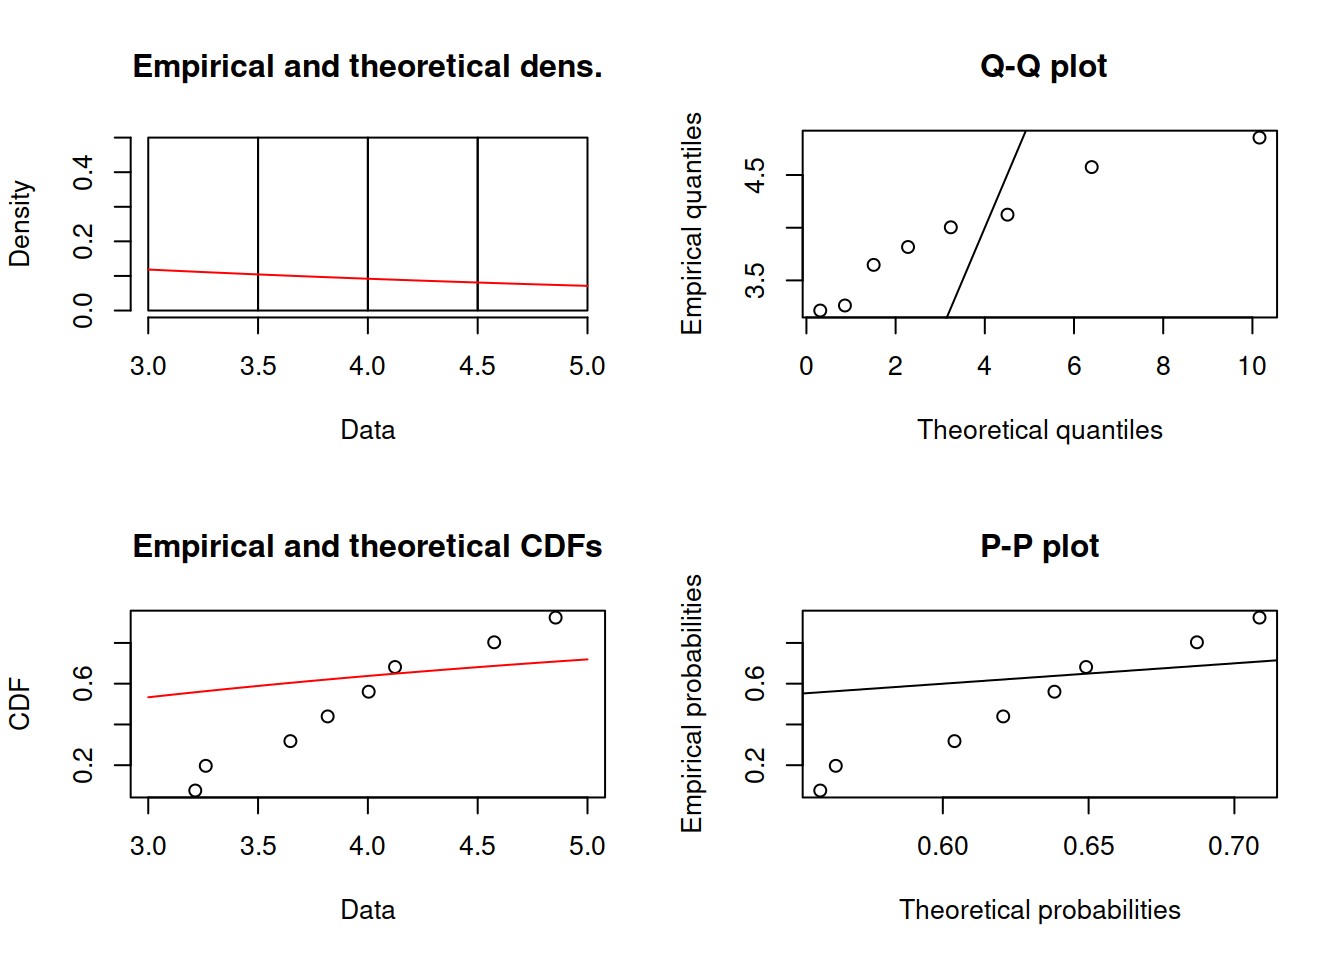 Empirical and theoretical dens.
Density
0.0 0.2 0.4
3.0 3.5 4.0 4.5 5.0
Data
Q-Q plot
Empirical quantiles
3.5 4.5
0 2 4 6 8 10
Theoretical quantiles
Empirical and theoretical CDFs
CDF
0.2 0.6
3.0 3.5 4.0 4.5 5.0
Data
P-P plot
Empirical probabilities
0.2 0.6
0.60 0.65 0.70
Theoretical probabilities